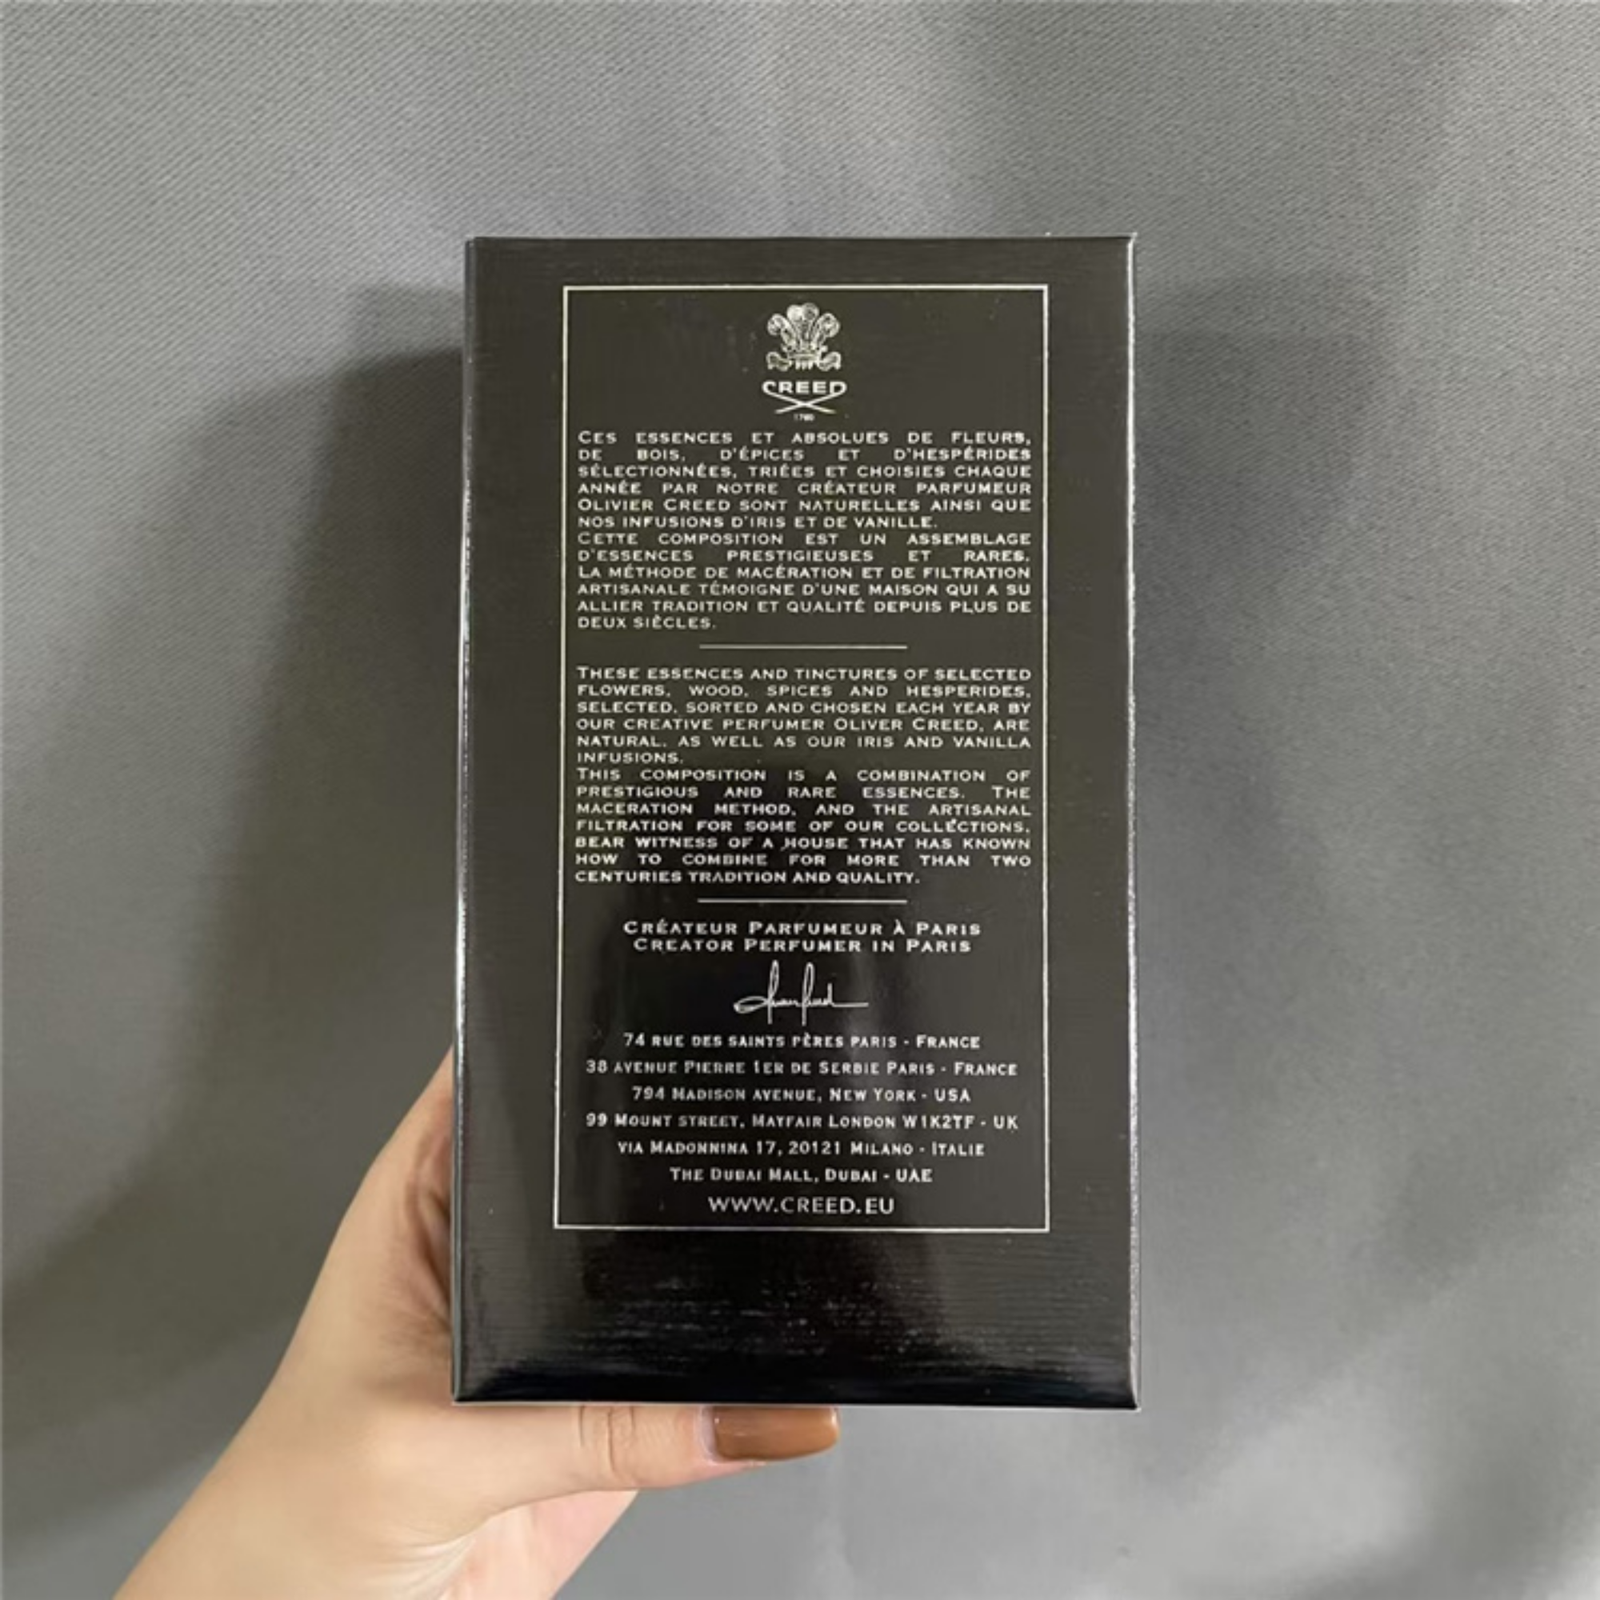 CREED
1760
CES ESSENCES ET ABSOLUES DE FLEURS,
DE BOIS, D'ÉPICES ET D'HESPÉRIDES
SÉLECTIONNÉES, TRIÉES ET CHOISIES CHAQUE
ANNÉE PAR NOTRE CRÉATEUR PARFUMEUR
OLIVIER CREED SONT NATURELLES AINSI QUE
NOS INFUSIONS D'IRIS ET DE VANILLE.
CETTE COMPOSITION EST UN ASSEMBLAGE
D'ESSENCES PRESTIGIEUSES ET RARES.
LA MÉTHODE DE MACÉRATION ET DE FILTRATION
ARTISANALE TÉMOIGNE D'UNE MAISON QUI A SU
ALLIER TRADITION ET QUALITÉ DEPUIS PLUS DE
DEUX SIÈCLES.
THESE ESSENCES AND TINCTURES OF SELECTED
FLOWERS, WOOD, SPICES AND HESPERIDES,
SELECTED, SORTED AND CHOSEN EACH YEAR BY
OUR CREATIVE PERFUMER OLIVER CREED, ARE
NATURAL, AS WELL AS OUR IRIS AND VANILLA
INFUSIONS.
THIS COMPOSITION IS A COMBINATION OF
PRESTIGIOUS AND RARE ESSENCES. THE
MACERATION METHOD, AND THE ARTISANAL
FILTRATION FOR SOME OF OUR COLLECTIONS,
BEAR WITNESS OF A HOUSE THAT HAS KNOWN
HOW TO COMBINE FOR MORE THAN TWO
CENTURIES TRADITION AND QUALITY.
CRÉATEUR PARFUMEUR À PARIS
CREATOR PERFUMER IN PARIS
74 RUE DES SAINTS PÈRES PARIS - FRANCE
38 AVENUE PIERRE 1ER DE SERBIE PARIS - FRANCE
794 MADISON AVENUE, NEW YORK - USA
99 MOUNT STREET, MAYFAIR LONDON W1K2TF - UK
VIA MADONNINA 17, 20121 MILANO - ITALIE
THE DUBAI MALL, DUBAI - UAE
WWW.CREED.EU